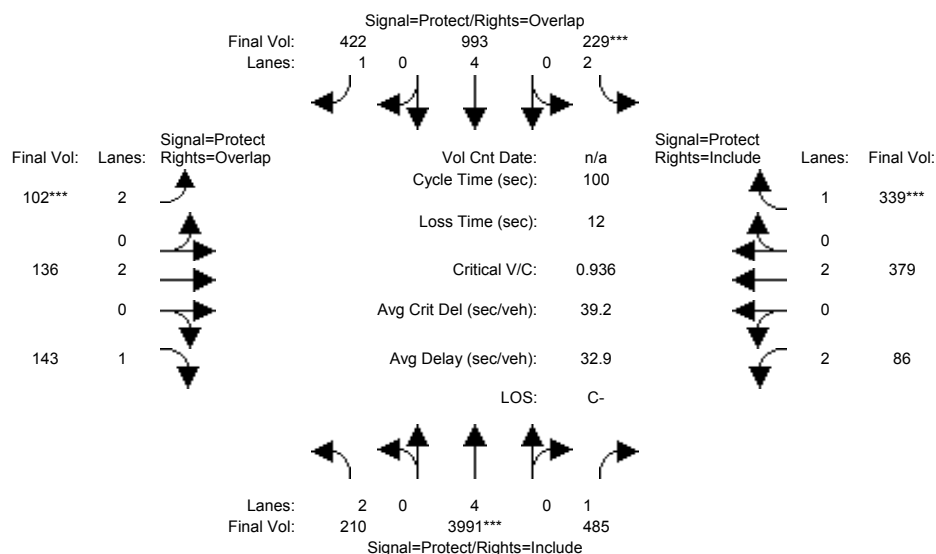 Signal=Protect/Rights=Overlap
Final Vol: 422 993 229***
Lanes: 1 0 4 0 2
Signal=Protect
Final Vol: Lanes: Rights=Overlap
Vol Cnt Date: n/a
Signal=Protect
Rights=Include Lanes: Final Vol:
Cycle Time (sec): 100
102*** 2
1 339***
Loss Time (sec): 12
0
0
136 2
Critical V/C: 0.936
2 379
0
Avg Crit Del (sec/veh): 39.2
0
143 1
Avg Delay (sec/veh): 32.9
2 86
LOS: C-
Lanes: 2 0 4 0 1
Final Vol: 210 3991*** 485
Signal=Protect/Rights=Include